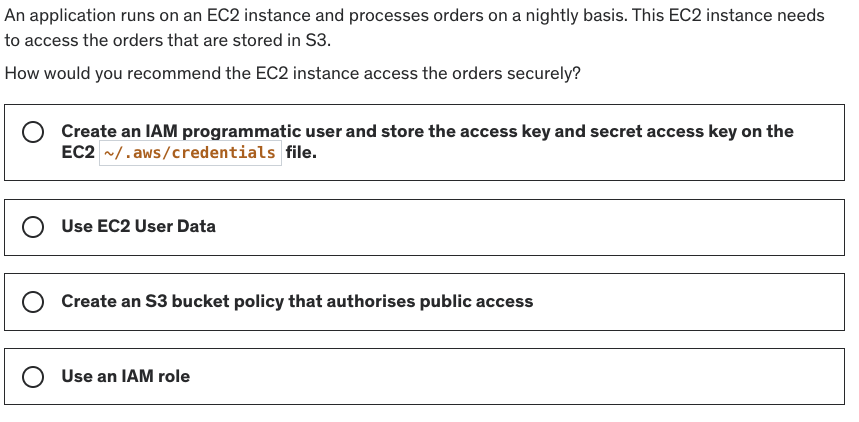 An application runs on an EC2 instance and processes orders on a nightly basis. This EC2 instance needs
to access the orders that are stored in S3.
How would you recommend the EC2 instance access the orders securely?
Create an IAM programmatic user and store the access key and secret access key on the
EC2 ~/.aws/credentials file.
Use EC2 User Data
Create an S3 bucket policy that authorises public access
Use an IAM role